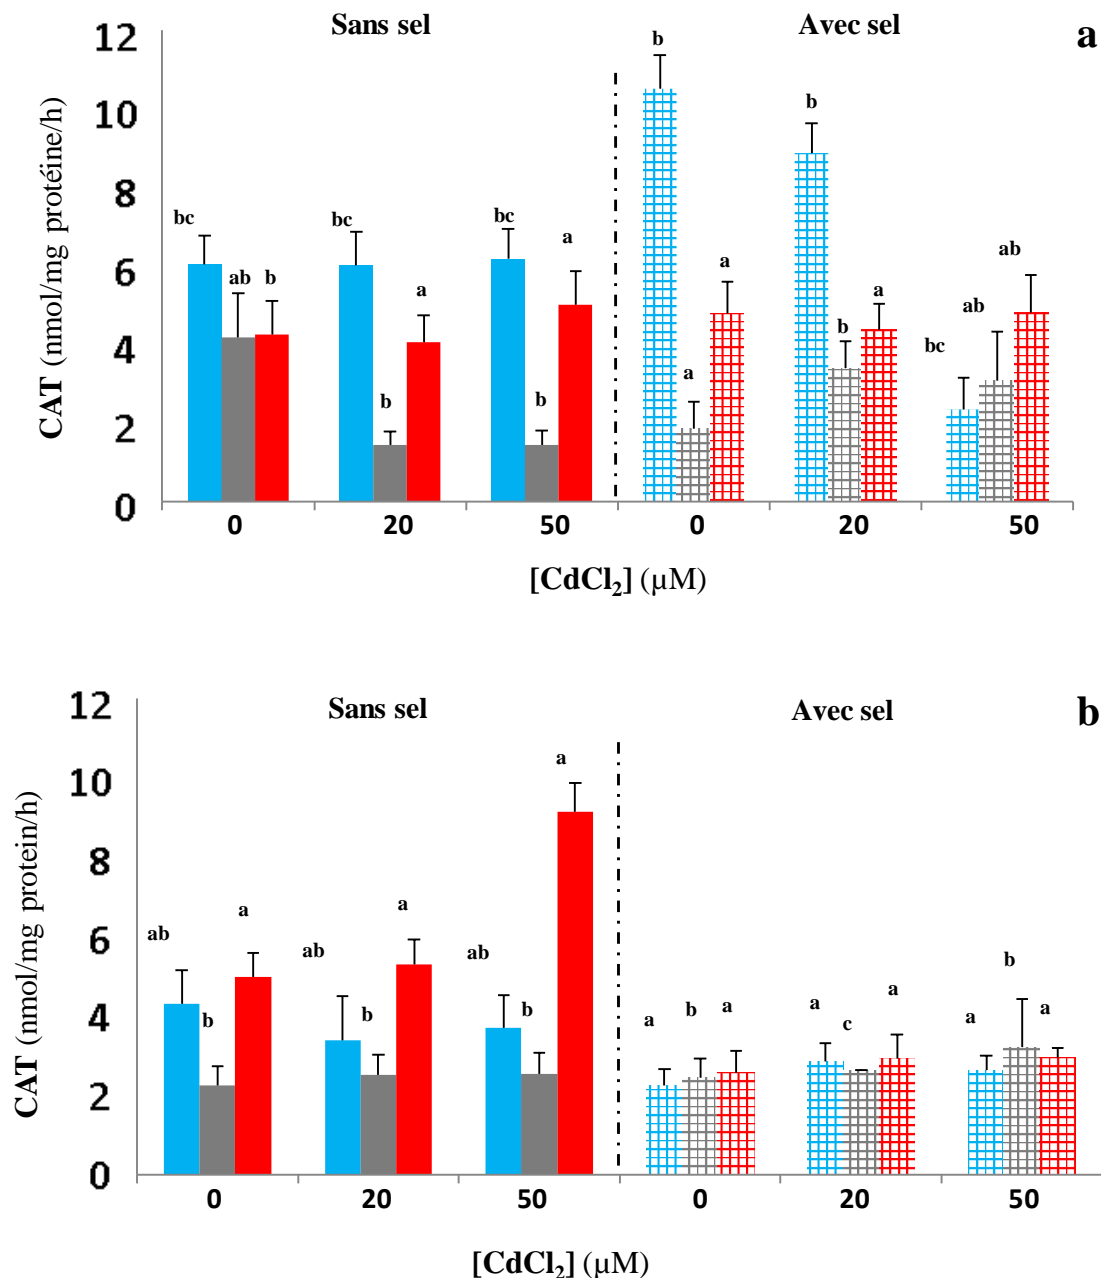 Sans sel
Avec sel
a
CAT (nmol/mg protéine/h)
12
10
8
6
4
2
0
bc
ab
b
bc
b
a
bc
b
a
b
a
a
b
b
a
bc
ab
ab
0
20
50
0
20
50
[CdCl₂] (µM)
Sans sel
Avec sel
b
CAT (nmol/mg protein/h)
12
10
8
6
4
2
0
ab
b
a
ab
b
a
ab
b
a
a
b
a
a
c
a
a
b
a
0
20
50
0
20
50
[CdCl₂] (µM)